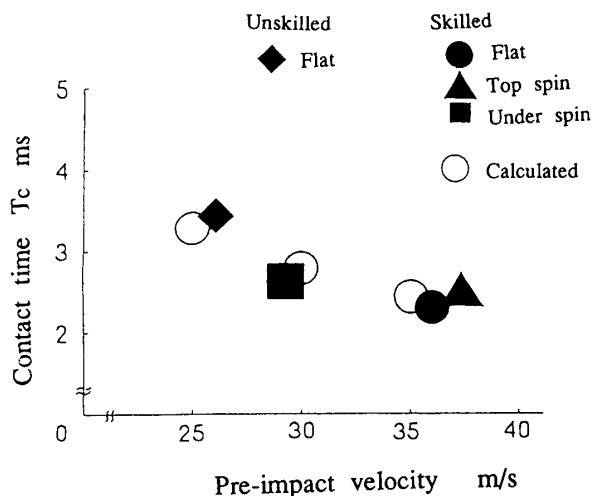 Unskilled
Skilled
Flat
Flat
Top spin
Under spin
Calculated
5
4
3
2
0
25
30
35
40
Contact time Tc ms
Pre-impact velocity m/s